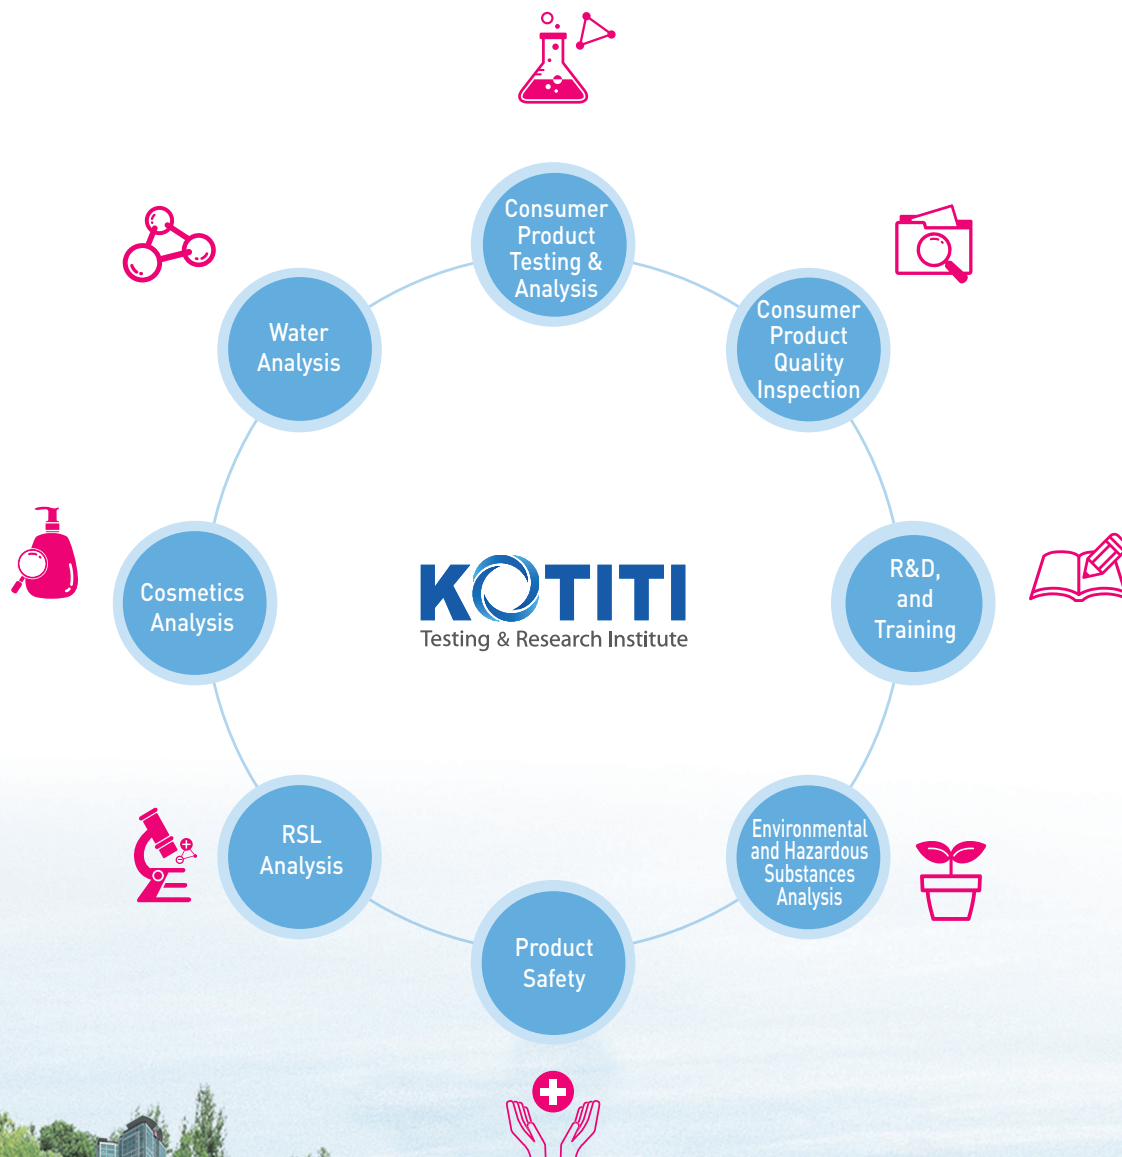 Consumer
Product
Testing &
Analysis
Consumer
Product
Quality
Inspection
R&D,
and
Training
Environmental
and Hazardous
Substances
Analysis
Product
Safety
RSL
Analysis
Cosmetics
Analysis
Water
Analysis
KOTITI
Testing & Research Institute